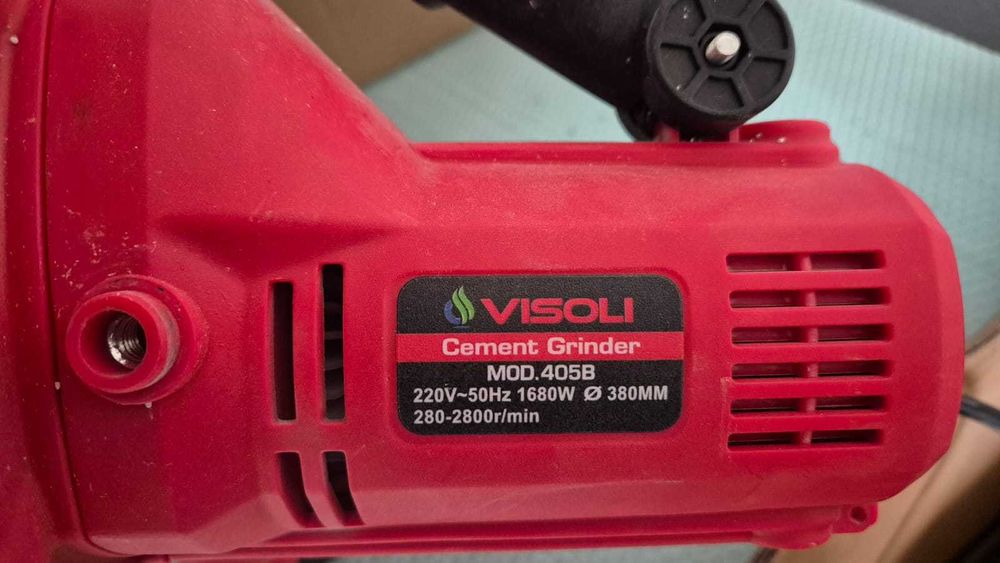 VISOLI
Cement Grinder
MOD.405B
220V~50Hz 1680W Ø 380MM
280-2800r/min